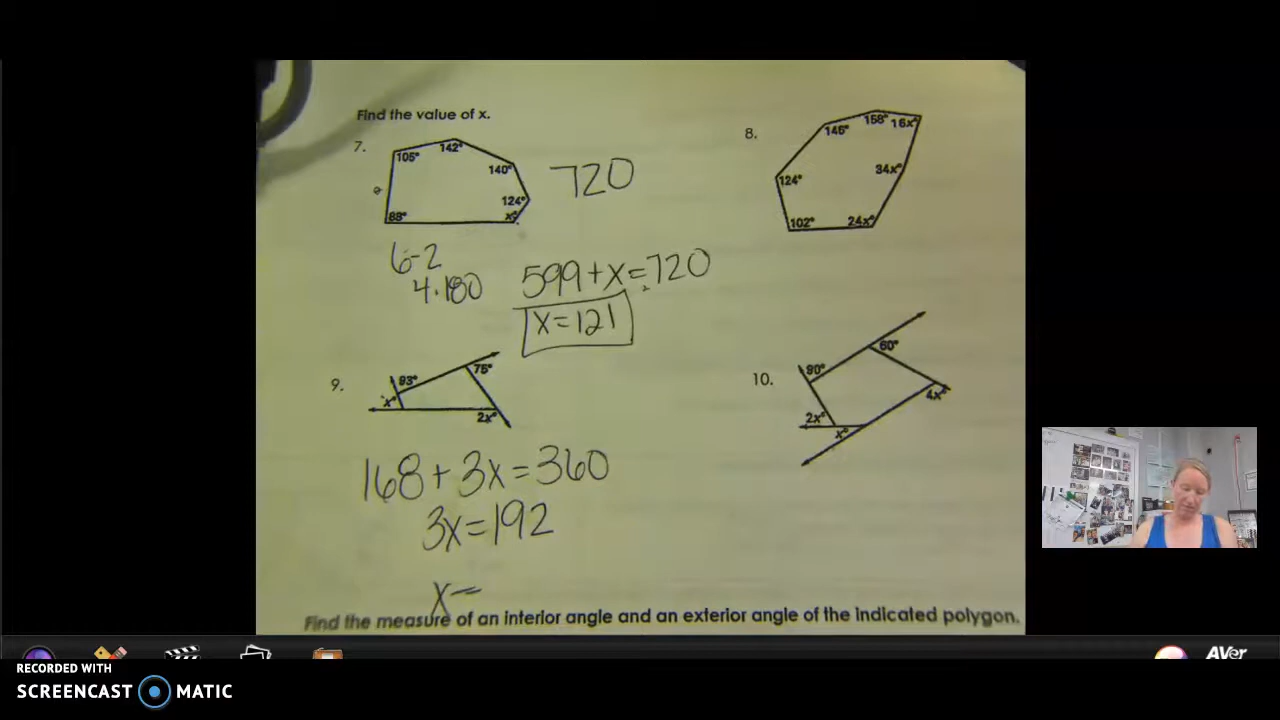 Find the value of x.
7.
105°
142°
140°
124°
x°
88°
720
6-2
4·180
599+x=720
x=121
8.
145°
158°
16x°
124°
34x°
102°
24x°
9.
93°
75°
x°
2x°
168+3x=360
3x=192
x=
10.
90°
60°
2x°
4x°
x°
Find the measure of an interior angle and an exterior angle of the indicated polygon.
AVer
RECORDED WITH
SCREENCAST MATIC